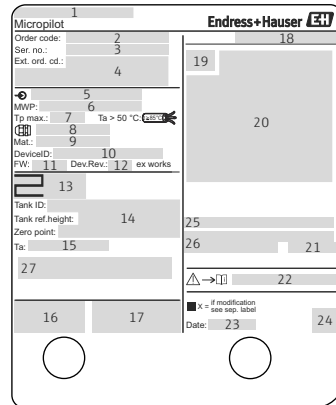 1
Micropilot
Endress+Hauser EH
Order code: 2
Ser. no.: 3
Ext. ord. cd.:
4
5
MWP: 6
Tp max.: 7 Ta > 50 °C:
8
Mat.: 9
DeviceID: 10
FW: 11 Dev.Rev.: 12 ex works
13
Tank ID:
Tank ref.height: 14
Zero point:
Ta: 15
27
16 17
18
19
20
25
26 21
22
X = if modification
see sep. label
Date: 23 24